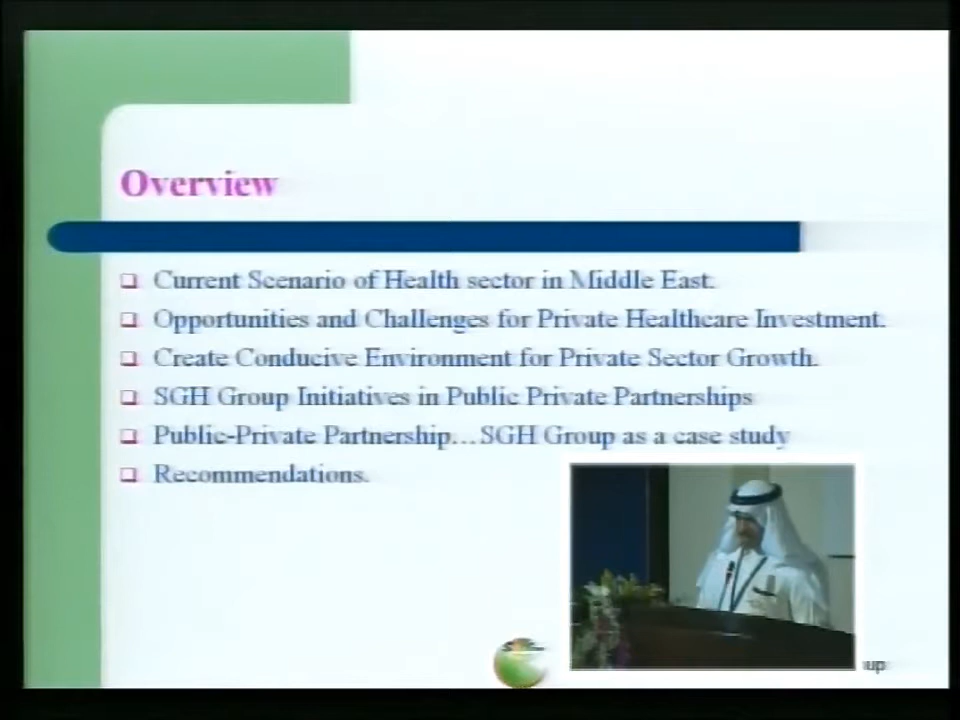 Overview
Current Scenario of Health sector in Middle East.
Opportunities and Challenges for Private Healthcare Investment.
Create Conducive Environment for Private Sector Growth.
SGH Group Initiatives in Public Private Partnerships
Public-Private Partnership…SGH Group as a case study
Recommendations.